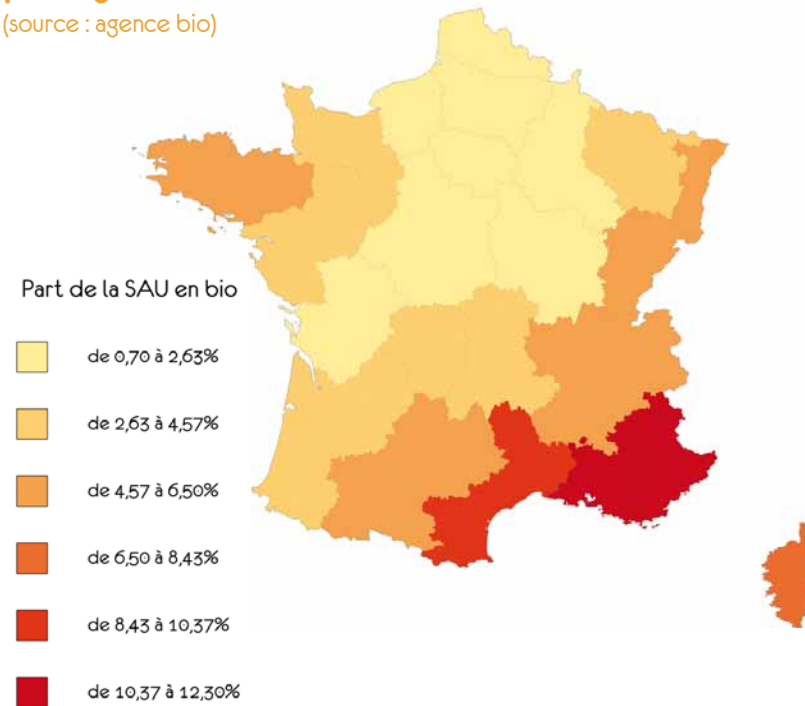 (source : agence bio)
Part de la SAU en bio
de 0,70 à 2,63%
de 2,63 à 4,57%
de 4,57 à 6,50%
de 6,50 à 8,43%
de 8,43 à 10,37%
de 10,37 à 12,30%